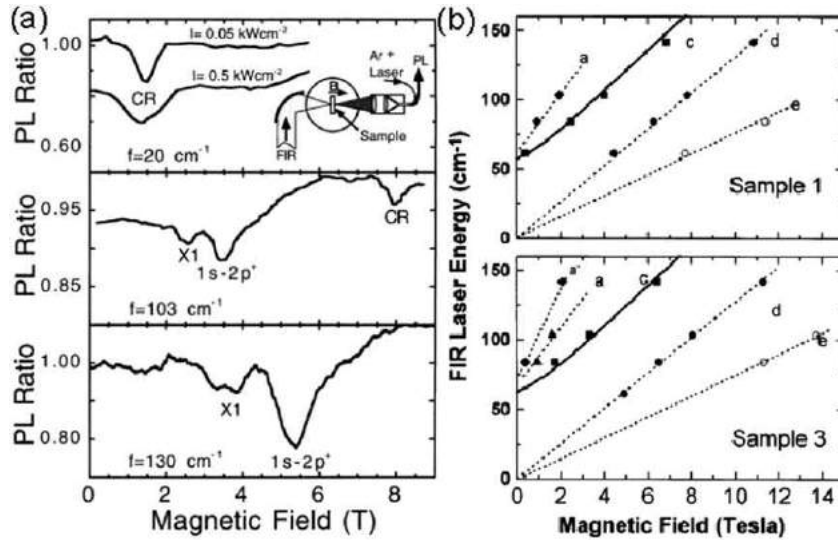 (a)
PL Ratio
1.00
0.60
I= 0.05 kWcm⁻²
I= 0.5 kWcm⁻²
CR
f=20 cm⁻¹
Ar +
Laser
PL
B
Sample
FIR
PL Ratio
0.95
0.85
X1
1s-2p⁺
CR
f=103 cm⁻¹
PL Ratio
1.00
0.80
X1
1s-2p⁺
f=130 cm⁻¹
0 2 4 6 8
Magnetic Field (T)
(b)
FIR Laser Energy (cm⁻¹)
150
100
50
0
a
c
d
e
Sample 1
150
100
50
0
a
d
e
Sample 3
0 2 4 6 8 10 12 14
Magnetic Field (Tesla)